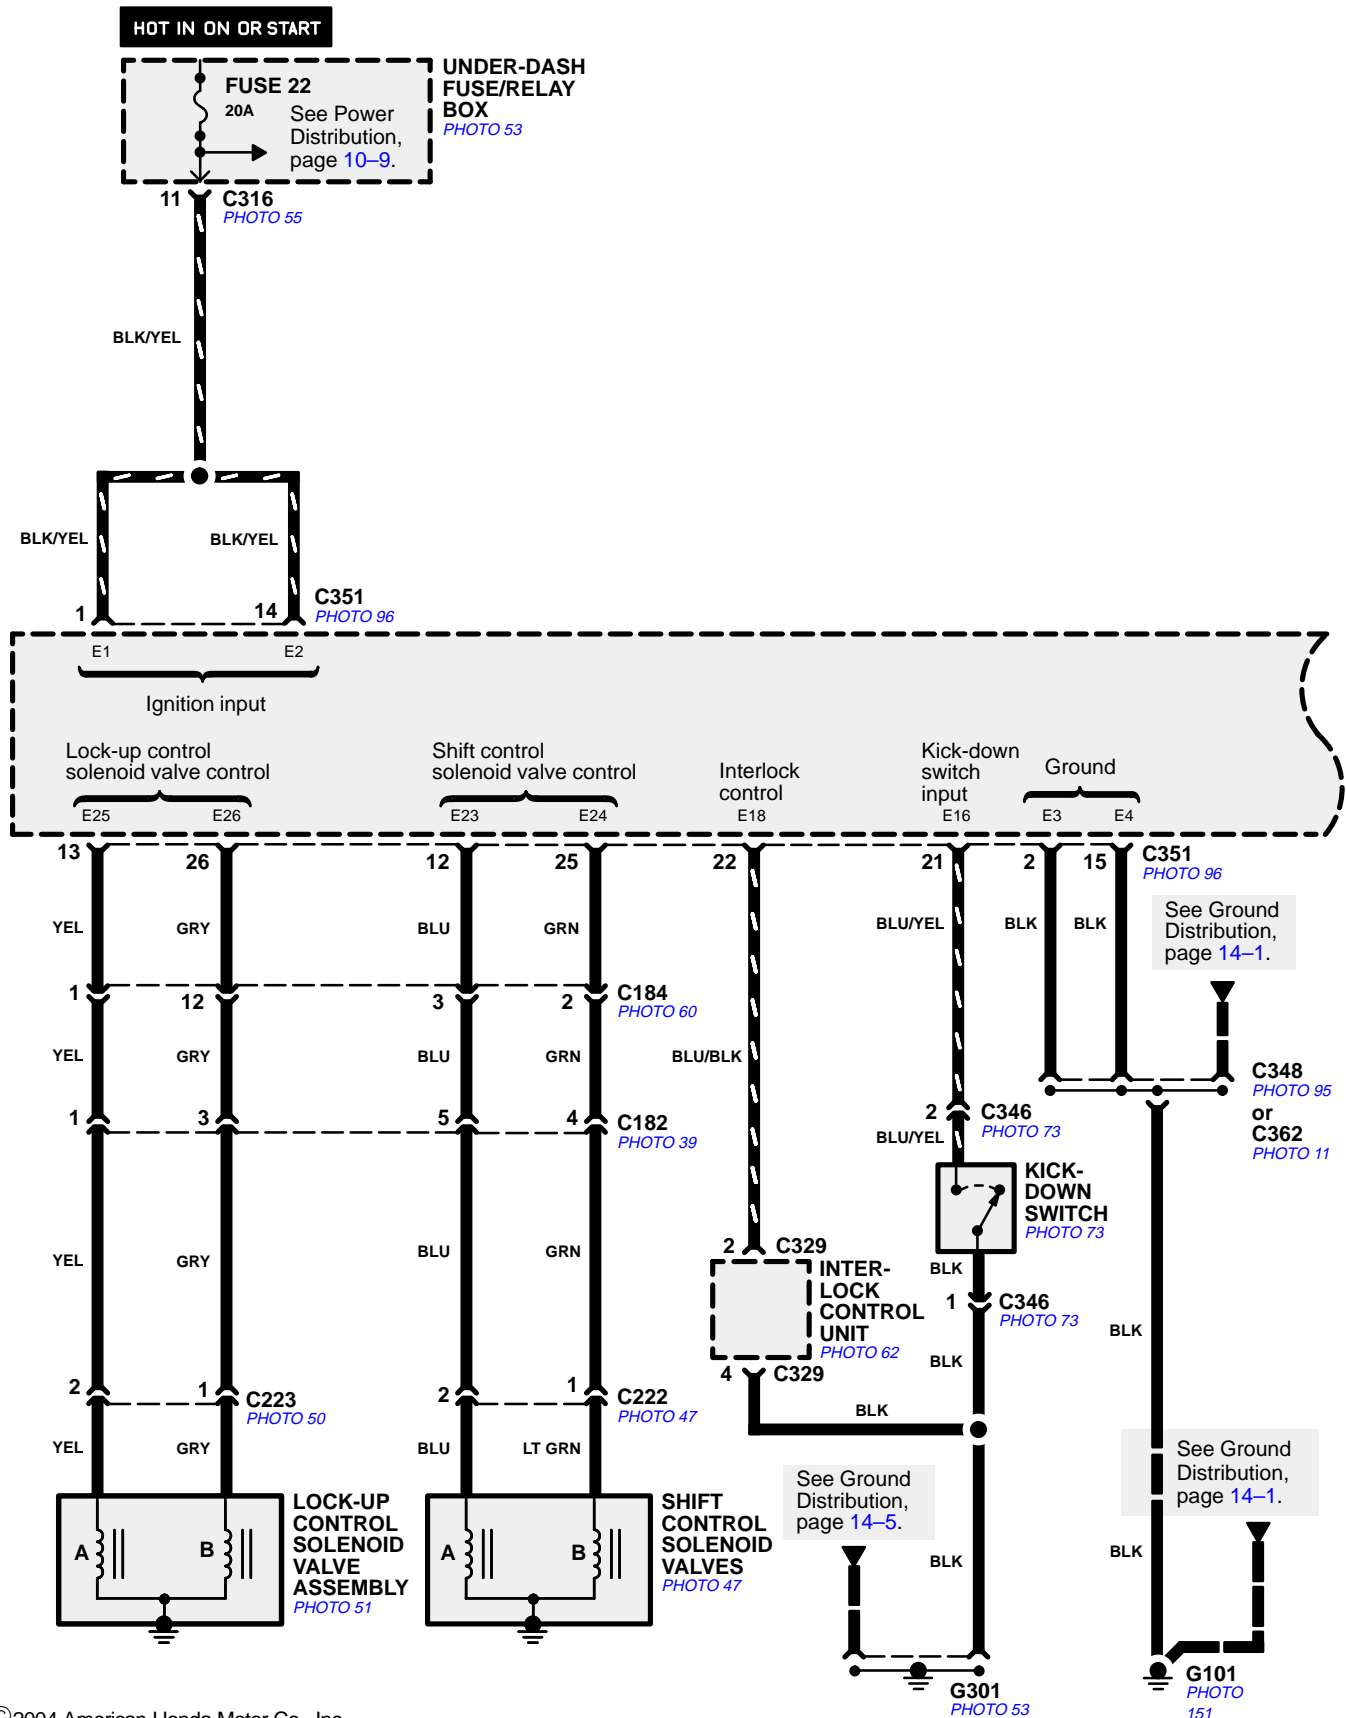 HOT IN ON OR START
UNDER-DASH
FUSE/RELAY
BOX
PHOTO 53
FUSE 22
20A
See Power
Distribution,
page 10–9.
11
C316
PHOTO 55
BLK/YEL
BLK/YEL
BLK/YEL
1
14
C351
PHOTO 96
E1
E2
Ignition input
Lock-up control
solenoid valve control
Shift control
solenoid valve control
Interlock
control
Kick-down
switch
input
Ground
E25
E26
E23
E24
E18
E16
E3
E4
13
26
12
25
22
21
2
15
C351
PHOTO 96
YEL
GRY
BLU
GRN
BLU/YEL
BLK
BLK
See Ground
Distribution,
page 14–1.
1
12
3
2
C184
PHOTO 60
YEL
GRY
BLU
GRN
BLU/BLK
C348
PHOTO 95
or
C362
PHOTO 11
1
3
5
4
C182
PHOTO 39
2
C346
PHOTO 73
BLU/YEL
KICK-
DOWN
SWITCH
PHOTO 73
YEL
GRY
BLU
GRN
2
C329
INTER-
LOCK
CONTROL
UNIT
PHOTO 62
BLK
1
C346
PHOTO 73
BLK
BLK
4
C329
BLK
2
1
C223
PHOTO 50
2
1
C222
PHOTO 47
YEL
GRY
BLU
LT GRN
See Ground
Distribution,
page 14–5.
See Ground
Distribution,
page 14–1.
A
B
LOCK-UP
CONTROL
SOLENOID
VALVE
ASSEMBLY
PHOTO 51
A
B
SHIFT
CONTROL
SOLENOID
VALVES
PHOTO 47
BLK
BLK
G301
PHOTO 53
G101
PHOTO
151
©2004 American Honda Motor Co., Inc.